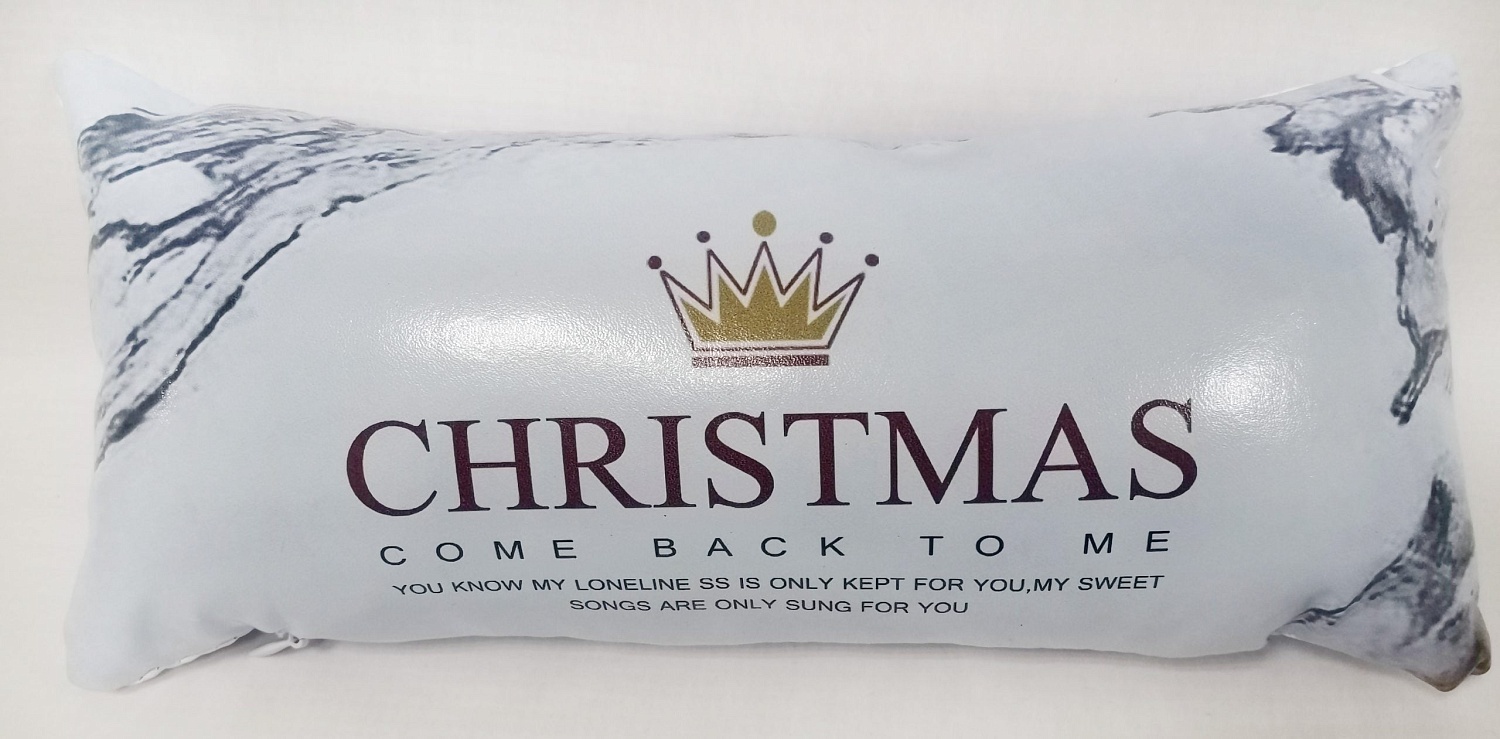 CHRISTMAS
COME BACK TO ME
YOU KNOW MY LONELINE SS IS ONLY KEPT FOR YOU,MY SWEET
SONGS ARE ONLY SUNG FOR YOU